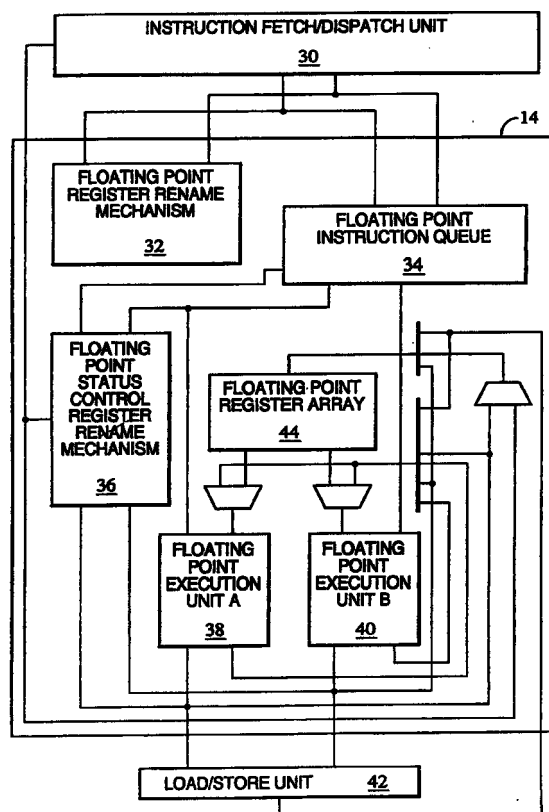 INSTRUCTION FETCH/DISPATCH UNIT
30
14
FLOATING POINT
REGISTER RENAME
MECHANISM
32
FLOATING POINT
INSTRUCTION QUEUE
34
FLOATING
POINT
STATUS
CONTROL
REGISTER
RENAME
MECHANISM
36
FLOATING POINT
REGISTER ARRAY
44
FLOATING
POINT
EXECUTION
UNIT A
38
FLOATING
POINT
EXECUTION
UNIT B
40
LOAD/STORE UNIT 42